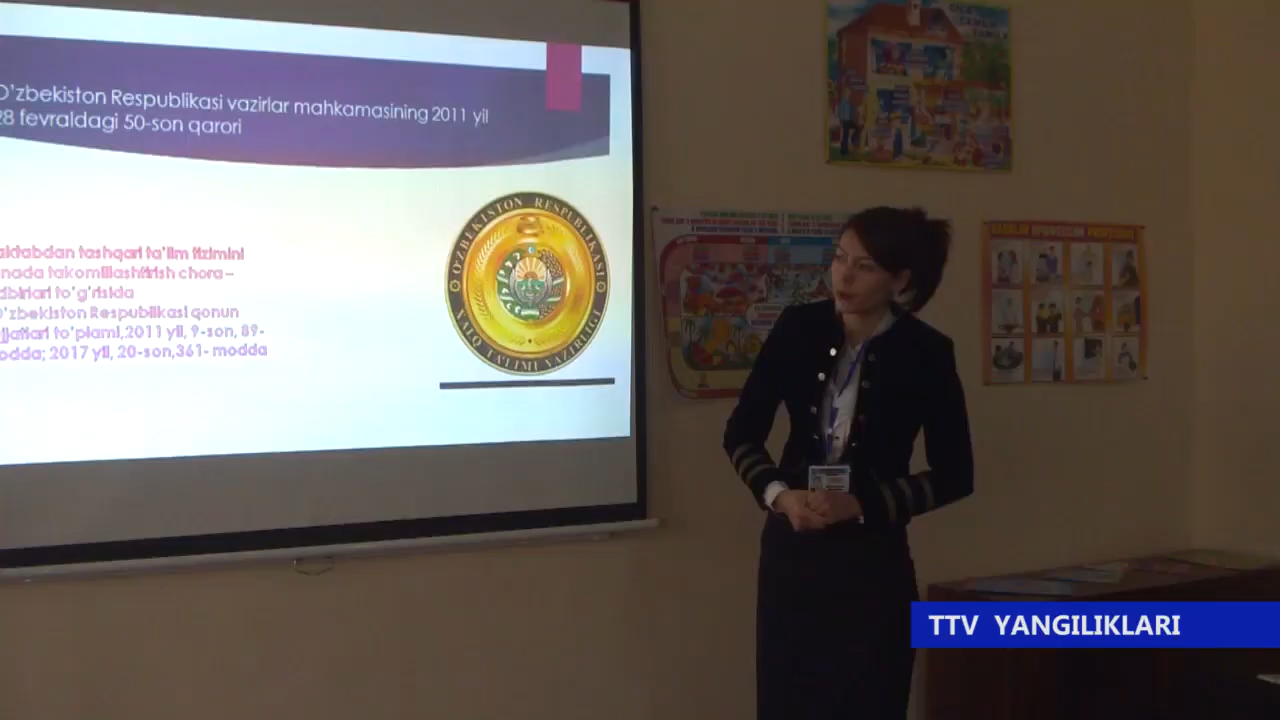 O'zbekiston Respublikasi vazirlar mahkamasining 2011 yil
28 fevraldagi 50-son qarori
aktabdan tashqari ta'lim tizimini
nada takomillashtirish chora –
dbirlari to'g'risida
O'zbekiston Respublikasi qonun
ujjatlari to'plami,2011 yil, 9-son, 89-
odda; 2017 yil, 20-son,361- modda
O'ZBEKISTON RESPUBLIKASI
XALQ TA'LIMI VAZIRLIGI
TTV YANGILIKLARI